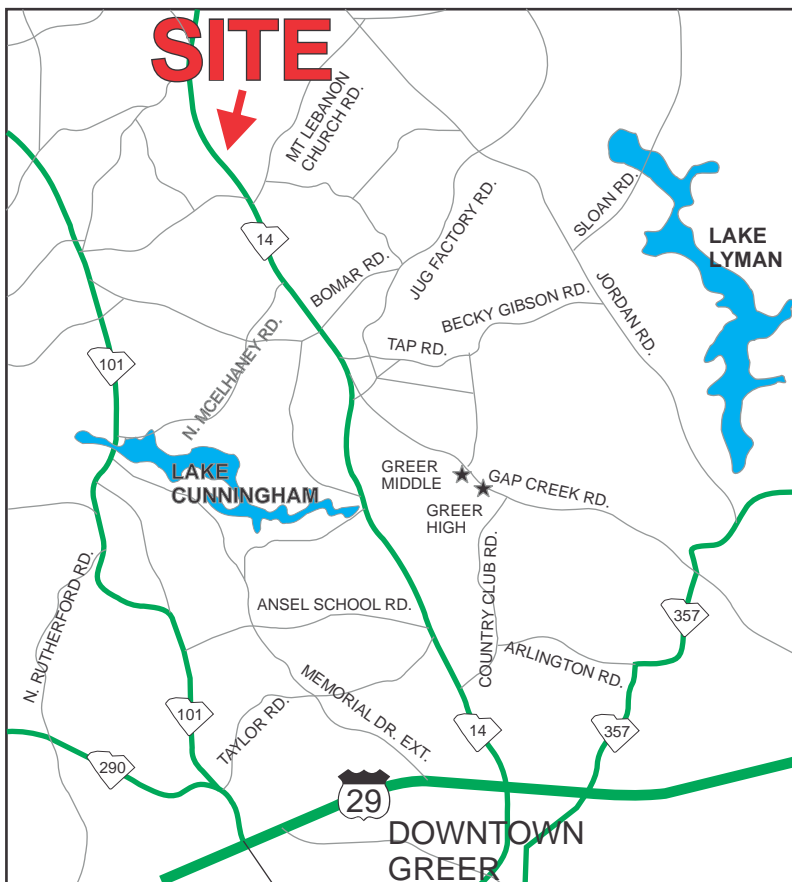 SITE
MT LEBANON
CHURCH RD.
SLOAN RD.
LAKE
LYMAN
14
JUG FACTORY RD.
BOMAR RD.
JORDAN RD.
BECKY GIBSON RD.
TAP RD.
101
N. MCELHANEY RD.
LAKE
CUNNINGHAM
GREER
MIDDLE
GAP CREEK RD.
GREER
HIGH
N. RUTHERFORD RD.
ANSEL SCHOOL RD.
COUNTRY CLUB RD.
357
ARLINGTON RD.
MEMORIAL DR. EXT.
TAYLOR RD.
101
14
357
290
29
DOWNTOWN
GREER